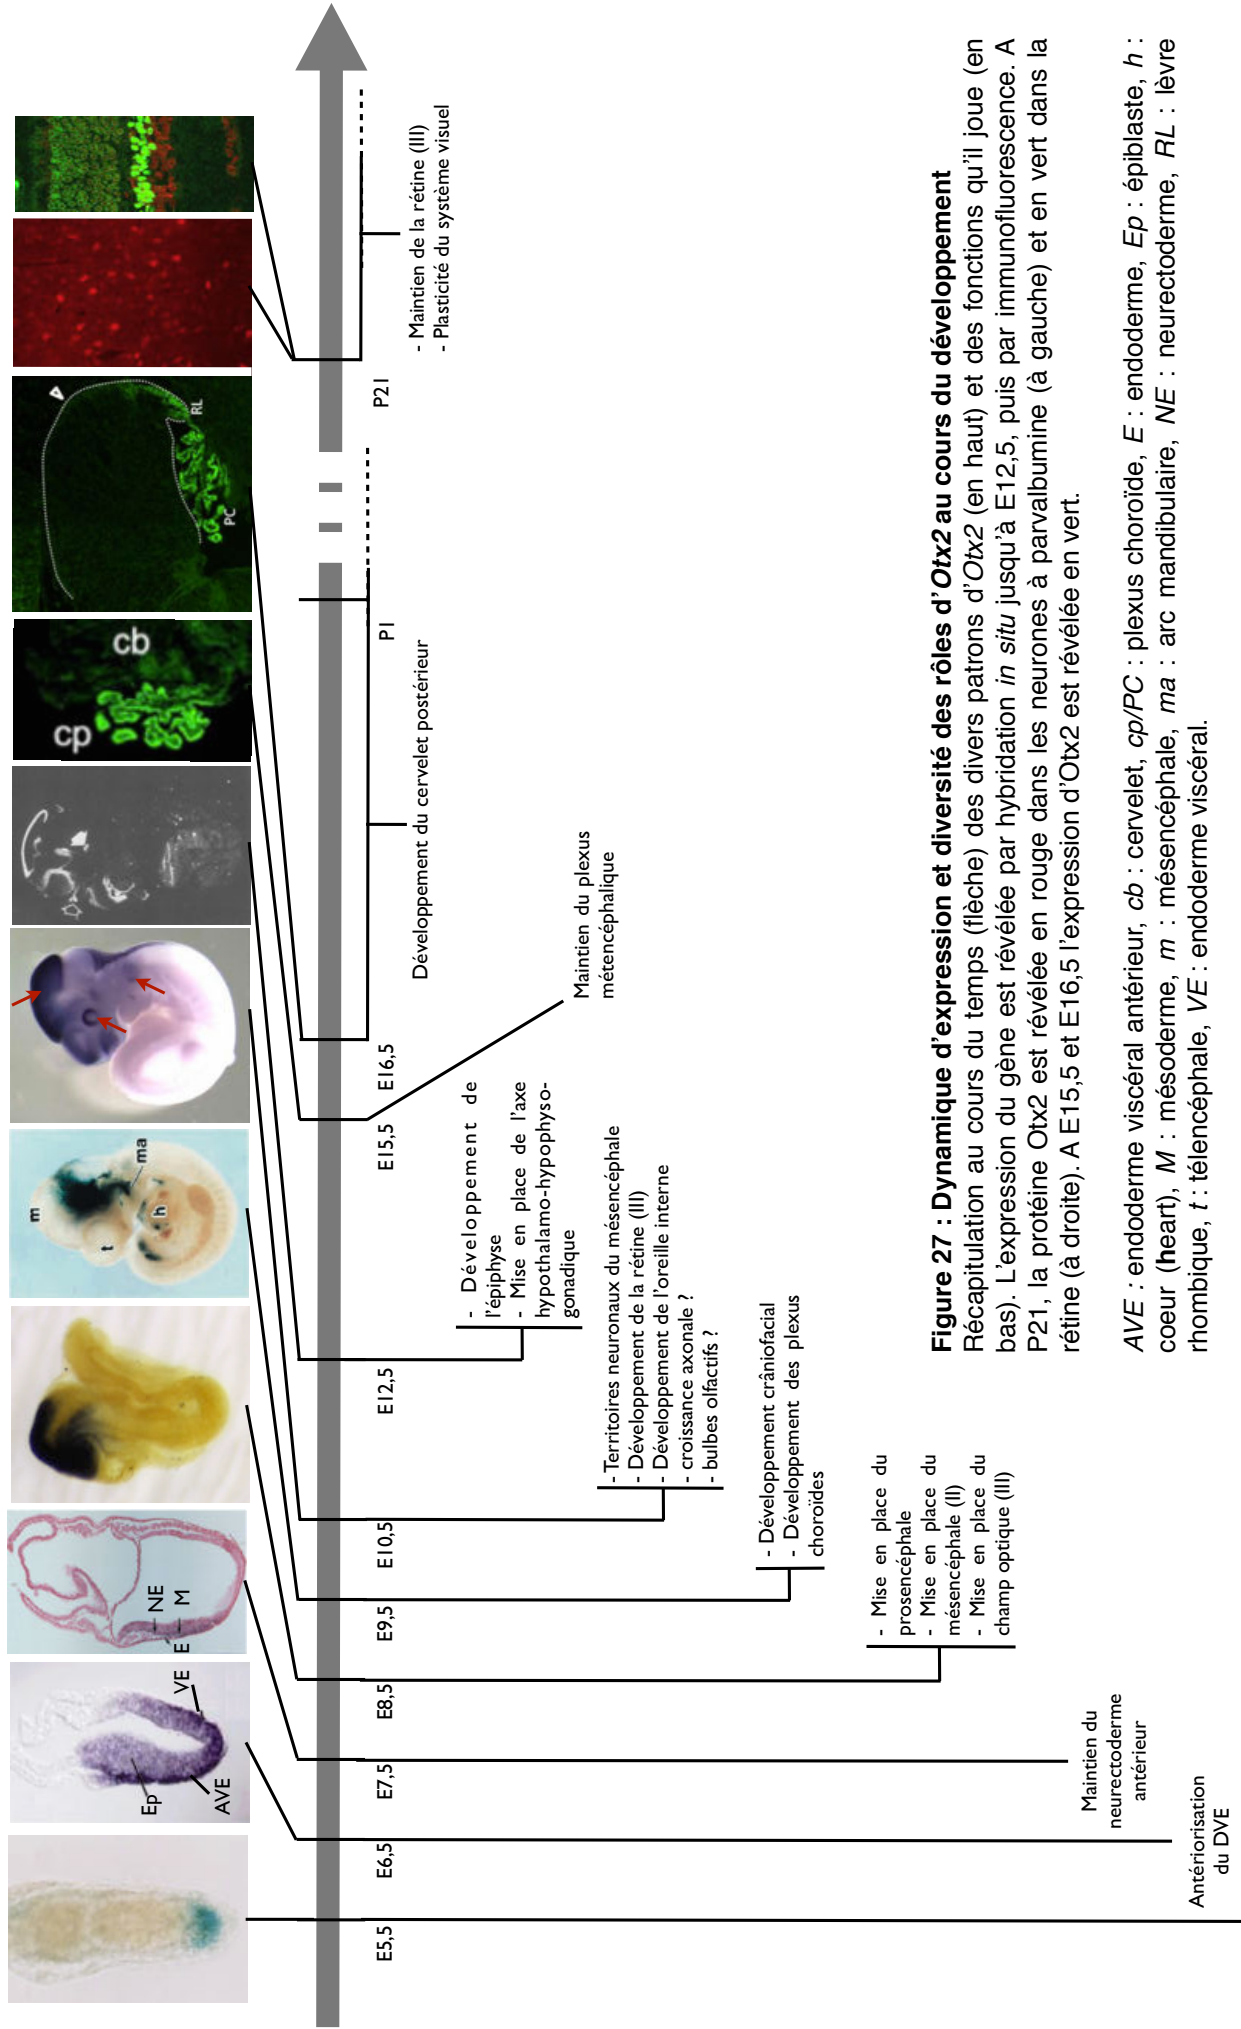 Ep
AVE
VE
E
NE
M
t
m
ma
h
cp
cb
PC
RL
E5,5
E6,5
E7,5
E8,5
E9,5
E10,5
E12,5
E15,5
E16,5
P1
P21
Antériorisation
du DVE
Maintien du
neurectoderme
antérieur
- Mise en place du
prosencéphale
- Mise en place du
mésencéphale (II)
- Mise en place du
champ optique (III)
- Développement crâniofacial
- Développement des plexus
choroïdes
- Territoires neuronaux du mésencéphale
- Développement de la rétine (III)
- Développement de l'oreille interne
- croissance axonale ?
- bulbes olfactifs ?
- Développement de
l'épiphyse
- Mise en place de l'axe
hypothalamo-hypophyso-
gonadique
Maintien du plexus
métencéphalique
Développement du cervelet postérieur
- Maintien de la rétine (III)
- Plasticité du système visuel
Figure 27 : Dynamique d'expression et diversité des rôles d'Otx2 au cours du développement
Récapitulation au cours du temps (flèche) des divers patrons d'Otx2 (en haut) et des fonctions qu'il joue (en
bas). L'expression du gène est révélée par hybridation in situ jusqu'à E12,5, puis par immunofluorescence. A
P21, la protéine Otx2 est révélée en rouge dans les neurones à parvalbumine (à gauche) et en vert dans la
rétine (à droite). A E15,5 et E16,5 l'expression d'Otx2 est révélée en vert.
AVE : endoderme viscéral antérieur, cb : cervelet, cp/PC : plexus choroïde, E : endoderme, Ep : épiblaste, h :
coeur (heart), M : mésoderme, m : mésencéphale, ma : arc mandibulaire, NE : neurectoderme, RL : lèvre
rhombique, t : télencéphale, VE : endoderme viscéral.